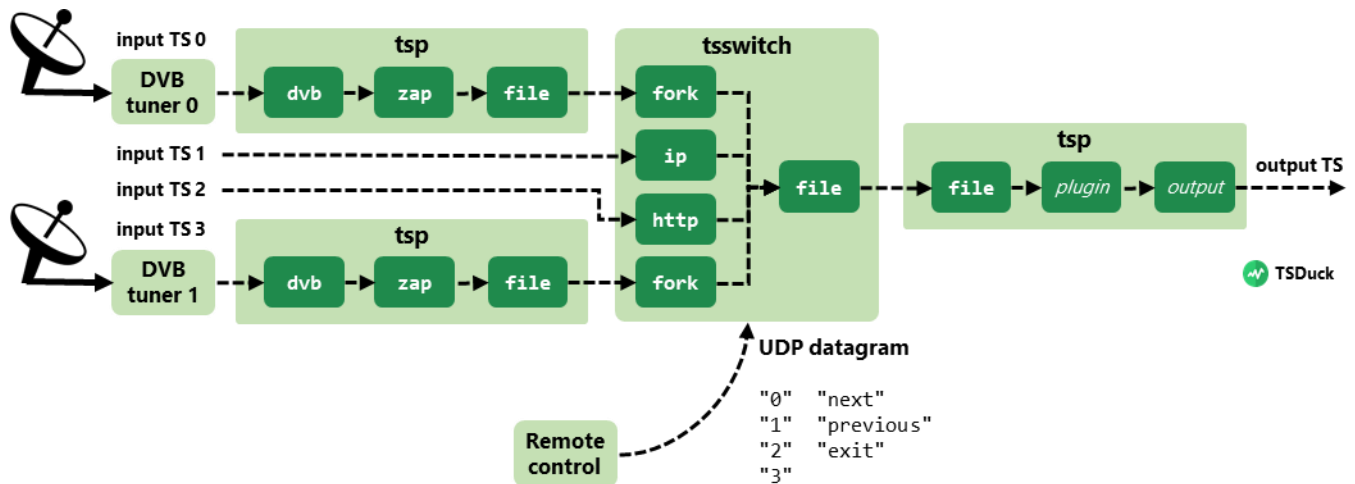 input TS 0
DVB
tuner 0
tsp
dvb
zap
file
input TS 1
input TS 2
input TS 3
DVB
tuner 1
tsp
dvb
zap
file
tsswitch
fork
ip
http
fork
file
tsp
file
plugin
output
output TS
TSDuck
UDP datagram
"0" "next"
"1" "previous"
"2" "exit"
"3"
Remote
control